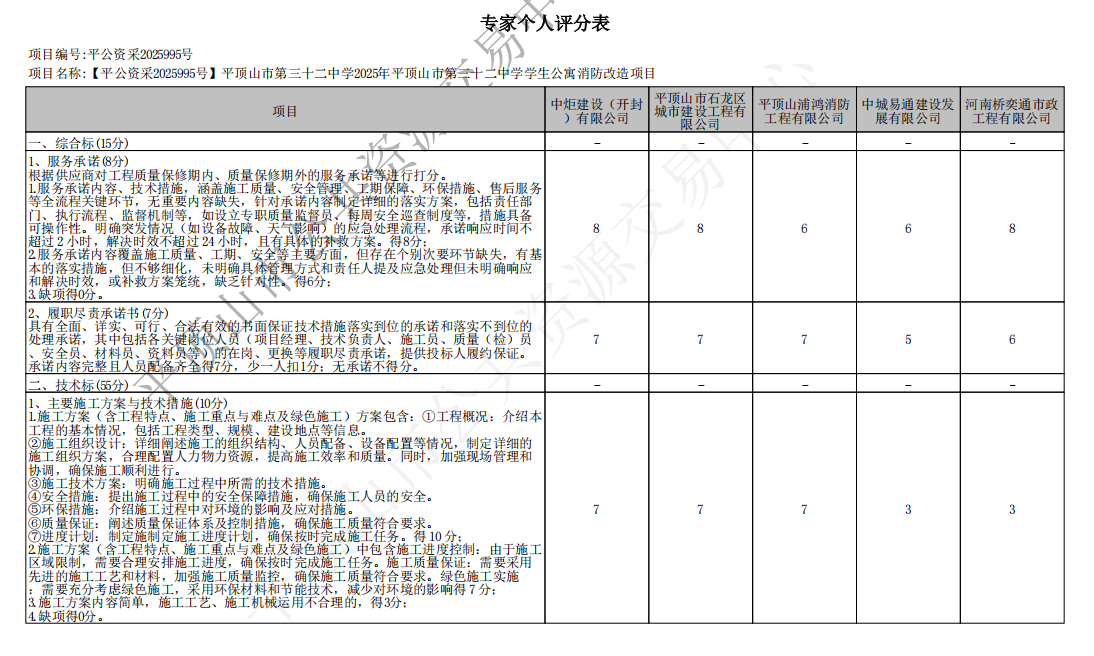 专家个人评分表
项目编号:平公资采2025995号
项目名称:【平公资采2025995号】平顶山市第三十二中学2025年平顶山市第三十二中学学生公寓消防改造项目
项目
中炬建设（开封
）有限公司
平顶山市石龙区
城市建设工程有
限公司
平顶山浦鸿消防
工程有限公司
中城易通建设发
展有限公司
河南桥奕通市政
工程有限公司
一、综合标(15分)
－ － － － －
1、服务承诺(8分)
根据供应商对工程质量保修期内、质量保修期外的服务承诺等进行打分。
1.服务承诺内容、技术措施，涵盖施工质量、安全管理、工期保障、环保措施、售后服务
等全流程关键环节，无重要内容缺失，针对承诺内容制定详细的落实方案，包括责任部
门、执行流程、监督机制等，如设立专职质量监督员、每周安全巡查制度等，措施具备
可操作性。明确突发情况（如设备故障、天气影响）的应急处理流程，承诺响应时间不
超过 2 小时，解决时效不超过 24 小时，且有具体的补救方案。得8分；
2.服务承诺内容覆盖施工质量、工期、安全等主要方面，但存在个别次要环节缺失，有基
本的落实措施，但不够细化，未明确具体管理方式和责任人提及应急处理但未明确响应
和解决时效，或补救方案笼统，缺乏针对性。得6分；
3.缺项得0分。
8 8 6 6 8
2、履职尽责承诺书(7分)
具有全面、详实、可行、合法有效的书面保证技术措施落实到位的承诺和落实不到位的
处理承诺，其中包括各关键岗位人员（项目经理、技术负责人、施工员、质量（检）员
、安全员、材料员、资料员等）的在岗、更换等履职尽责承诺，提供投标人履约保证。
承诺内容完整且人员配备齐全得7分，少一人扣1分；无承诺不得分。
7 7 7 5 6
二、技术标(55分)
－ － － － －
1、主要施工方案与技术措施(10分)
1.施工方案（含工程特点、施工重点与难点及绿色施工）方案包含：①工程概况：介绍本
工程的基本情况，包括工程类型、规模、建设地点等信息。
②施工组织设计：详细阐述施工的组织结构、人员配备、设备配置等情况，制定详细的
施工组织方案，合理配置人力物力资源，提高施工效率和质量。同时，加强现场管理和
协调，确保施工顺利进行。
③施工技术方案：明确施工过程中所需的技术措施。
④安全措施：提出施工过程中的安全保障措施，确保施工人员的安全。
⑤环保措施：介绍施工过程中对环境的影响及应对措施。
⑥质量保证：阐述质量保证体系及控制措施，确保施工质量符合要求。
⑦进度计划：制定施制定施工进度计划，确保按时完成施工任务。得 10 分；
2.施工方案（含工程特点、施工重点与难点及绿色施工）中包含施工进度控制：由于施工
区域限制，需要合理安排施工进度，确保按时完成施工任务。施工质量保证：需要采用
先进的施工工艺和材料，加强施工质量监控，确保施工质量符合要求。绿色施工实施
：需要充分考虑绿色施工，采用环保材料和节能技术，减少对环境的影响得 7 分；
3.施工方案内容简单，施工工艺、施工机械运用不合理的，得3分；
4.缺项得0分。
7 7 7 3 3
平顶山市公共资源交易中
平顶山市公共资源交易中心